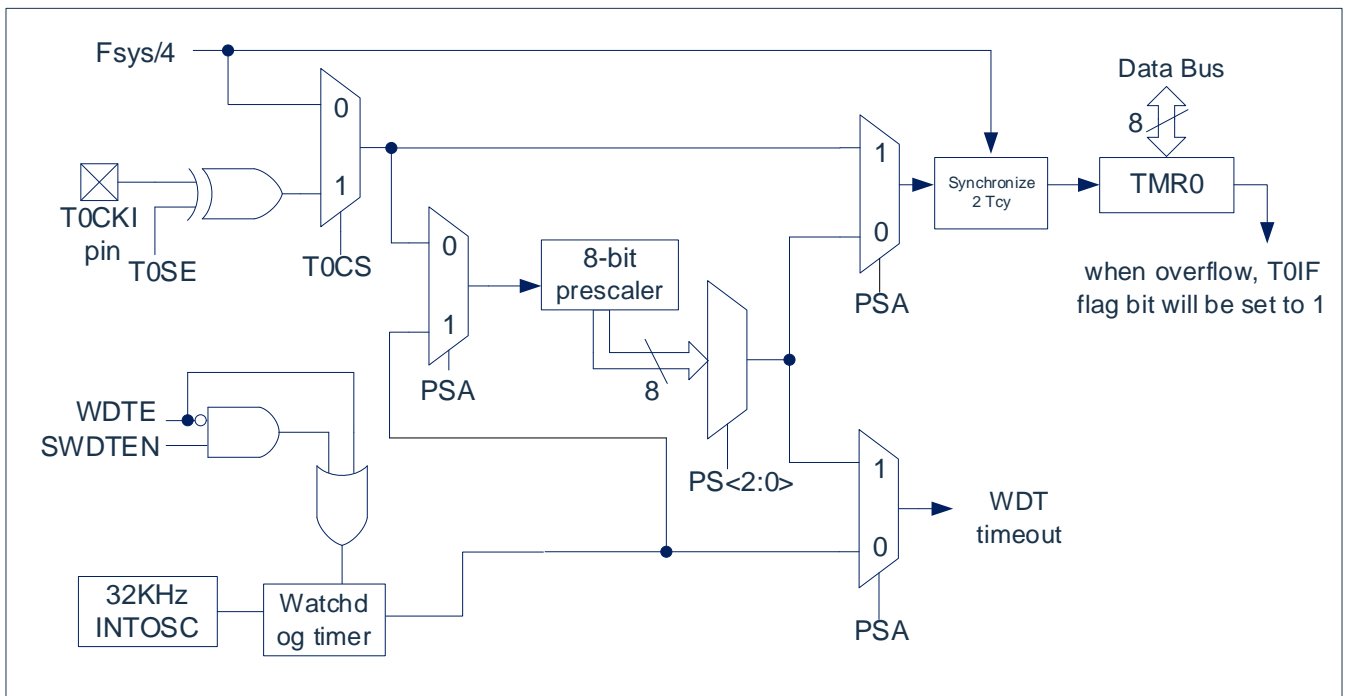 Fsys/4
Data Bus
8
0
1
T0CKI
pin
T0SE
T0CS
1
0
PSA
Synchronize
2 Tcy
TMR0
when overflow, T0IF
flag bit will be set to 1
0
1
PSA
8-bit
prescaler
8
PS<2:0>
WDTE
SWDTEN
1
0
PSA
WDT
timeout
32KHz
INTOSC
Watchd
og timer